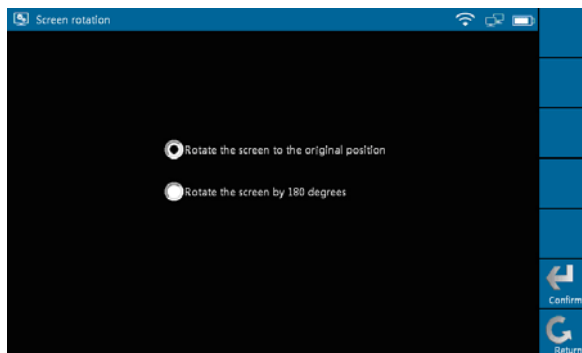 Screen rotation
Rotate the screen to the original position
Rotate the screen by 180 degrees
Confirm
Return